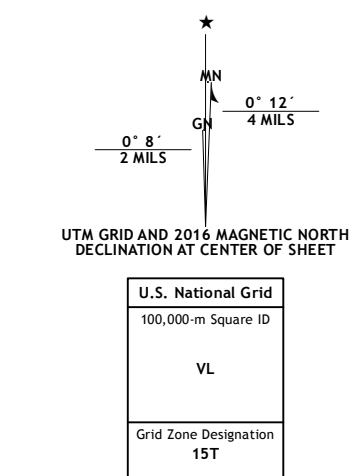 ★
MN
0° 12´
4 MILS
GN
0° 8´
2 MILS
UTM GRID AND 2016 MAGNETIC NORTH
DECLINATION AT CENTER OF SHEET
U.S. National Grid
100,000-m Square ID
VL
Grid Zone Designation
15T